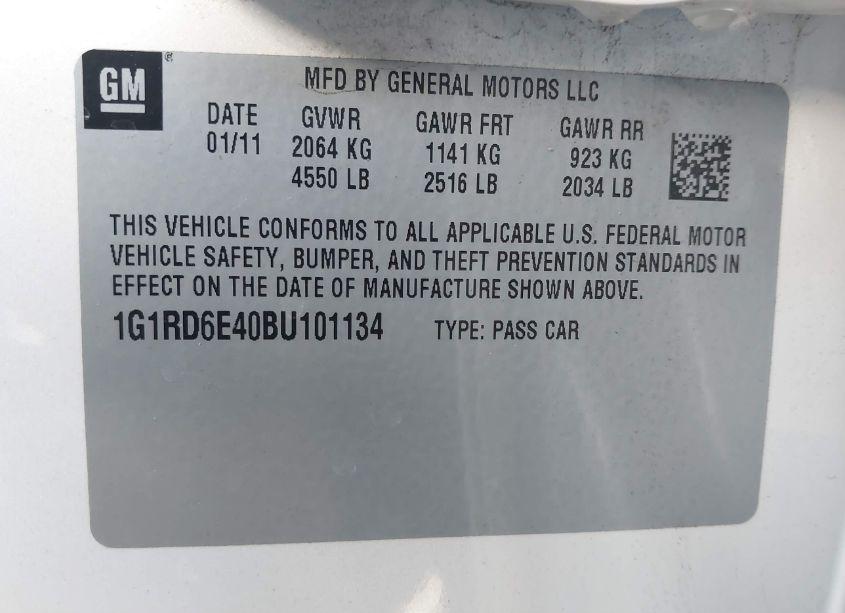 GM®
MFD BY GENERAL MOTORS LLC
DATE GVWR GAWR FRT GAWR RR
01/11 2064 KG 1141 KG 923 KG
4550 LB 2516 LB 2034 LB
THIS VEHICLE CONFORMS TO ALL APPLICABLE U.S. FEDERAL MOTOR
VEHICLE SAFETY, BUMPER, AND THEFT PREVENTION STANDARDS IN
EFFECT ON THE DATE OF MANUFACTURE SHOWN ABOVE.
1G1RD6E40BU101134 TYPE: PASS CAR